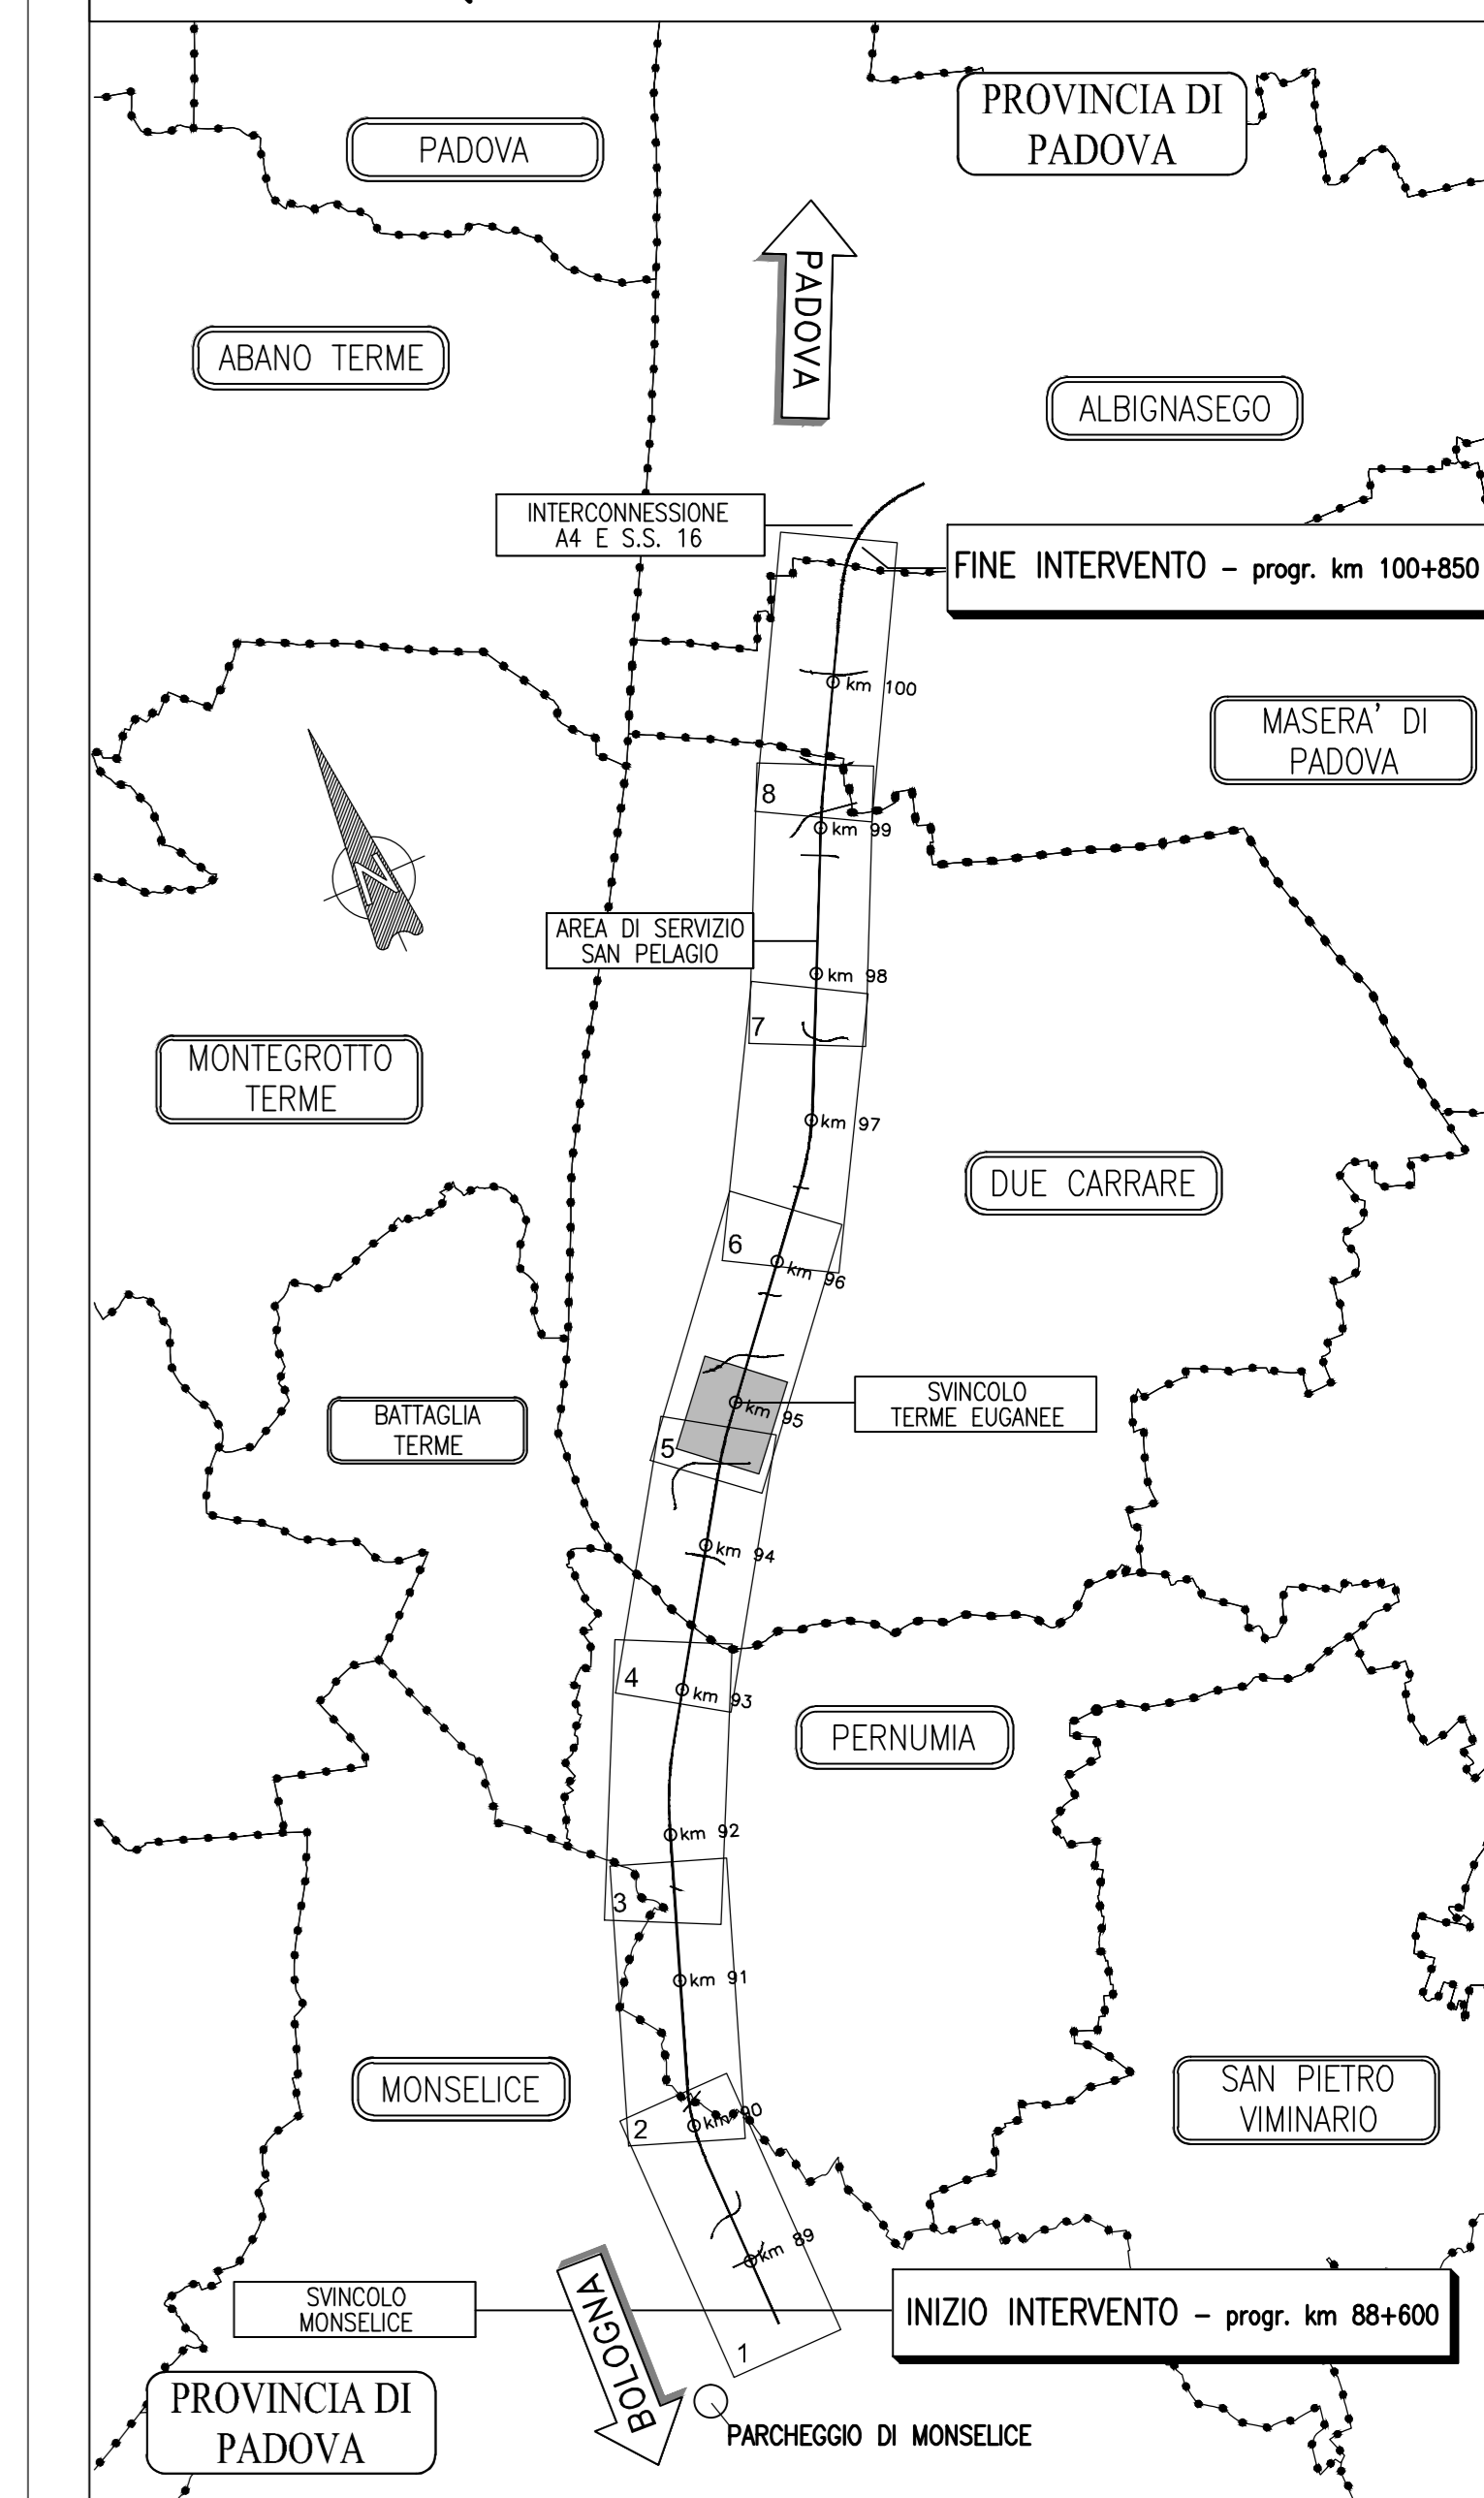 PROVINCIA DI
PADOVA
PADOVA
PADOVA
ABANO TERME
ALBIGNASEGO
INTERCONNESSIONE
A4 E S.S. 16
FINE INTERVENTO – progr. km 100+850
km 100
MASERA' DI
PADOVA
8
km 99
N
AREA DI SERVIZIO
SAN PELAGIO
km 98
7
MONTEGROTTO
TERME
km 97
DUE CARRARE
6
km 96
SVINCOLO
TERME EUGANEE
km 95
BATTAGLIA
TERME
5
km 94
4
km 93
PERNUMIA
km 92
3
km 91
MONSELICE
SAN PIETRO
VIMINARIO
2
km 90
km 89
SVINCOLO
MONSELICE
BOLOGNA
INIZIO INTERVENTO – progr. km 88+600
1
PROVINCIA DI
PADOVA
PARCHEGGIO DI MONSELICE